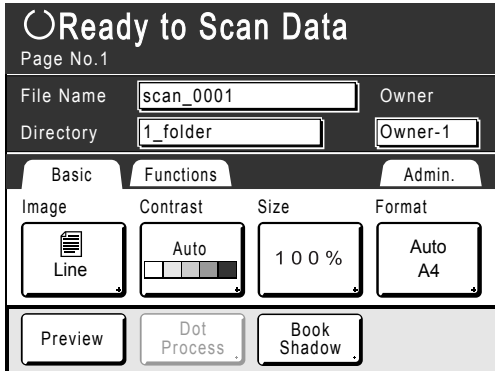 Ready to Scan Data
Page No.1
File Name scan_0001 Owner
Directory 1_folder Owner-1
Basic Functions Admin.
Image Contrast Size Format
Line Auto 100% Auto A4
Preview Dot Process Book Shadow